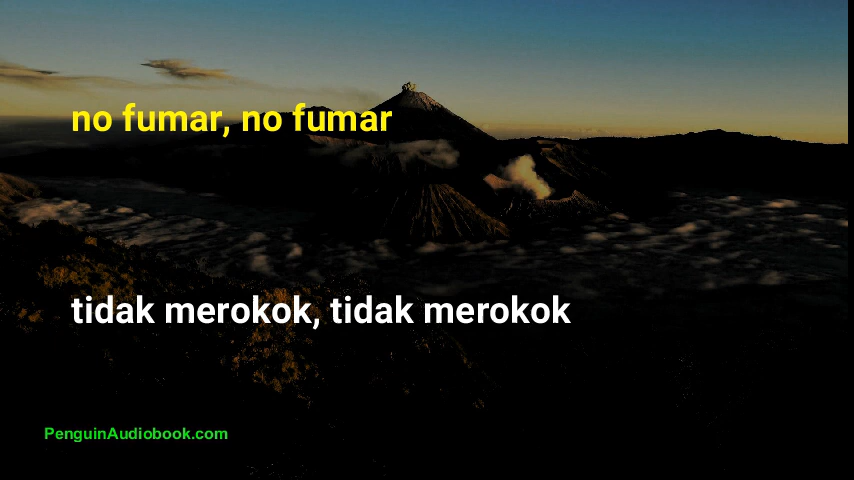 no fumar, no fumar
tidak merokok, tidak merokok
PenguinAudiobook.com